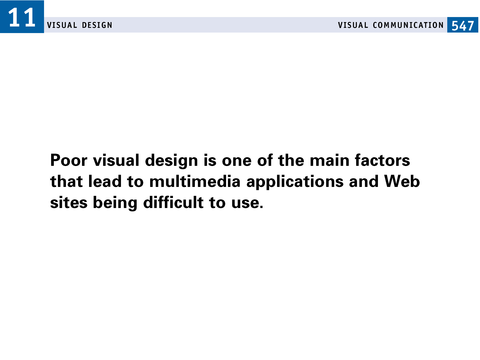 11 VISUAL DESIGN VISUAL COMMUNICATION 547
Poor visual design is one of the main factors
that lead to multimedia applications and Web
sites being difficult to use.